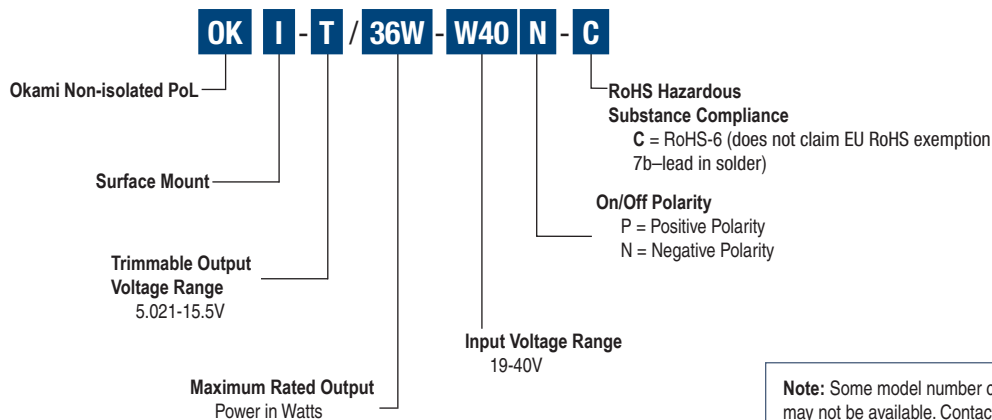 OK I - T / 36W - W40 N - C
Okami Non-isolated PoL
Surface Mount
Trimmable Output
Voltage Range
5.021-15.5V
Maximum Rated Output
Power in Watts
Input Voltage Range
19-40V
On/Off Polarity
P = Positive Polarity
N = Negative Polarity
RoHS Hazardous
Substance Compliance
C = RoHS-6 (does not claim EU RoHS exemption
7b–lead in solder)
Note: Some model number
may not be available. Contac